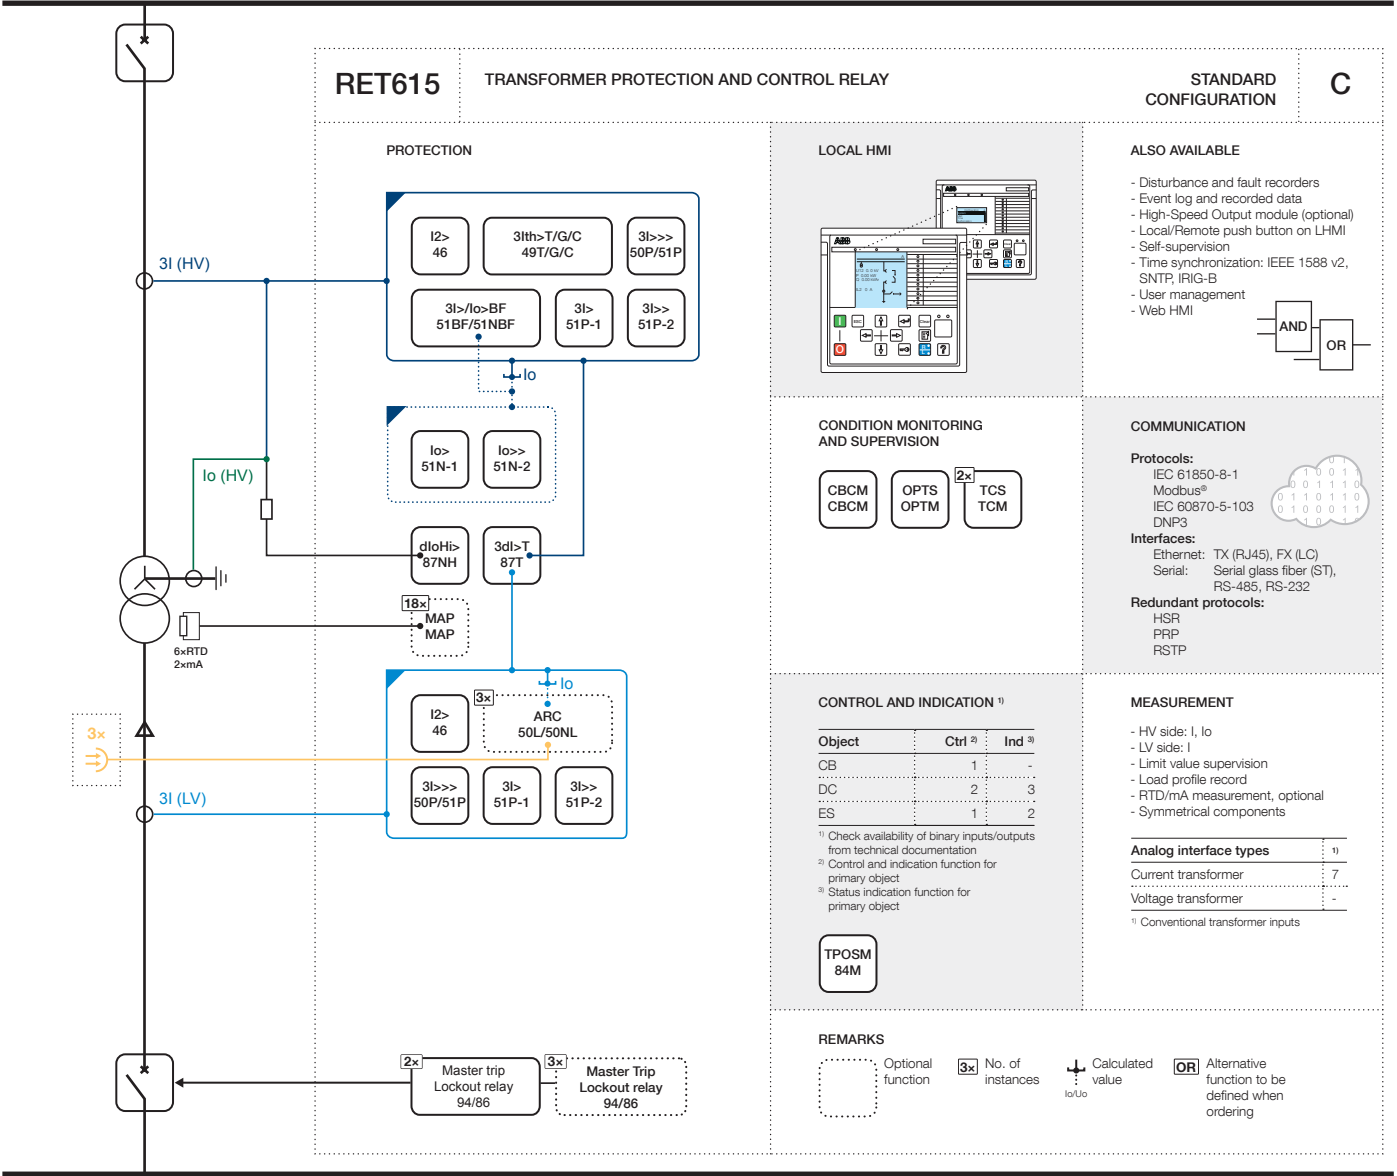 RET615
TRANSFORMER PROTECTION AND CONTROL RELAY
STANDARD
CONFIGURATION
C
PROTECTION
3I (HV)
I2>
46
3Ith>T/G/C
49T/G/C
3I>>>
50P/51P
3I>/Io>BF
51BF/51NBF
3I>
51P-1
3I>>
51P-2
Io
Io>
51N-1
Io>>
51N-2
Io (HV)
dIoHi>
87NH
3dI>T
87T
18×
MAP
MAP
6×RTD
2×mA
Io
I2>
46
3×
ARC
50L/50NL
3×
3I>>>
50P/51P
3I>
51P-1
3I>>
51P-2
3I (LV)
2×
Master trip
Lockout relay
94/86
3×
Master Trip
Lockout relay
94/86
LOCAL HMI
ABB
ABB
ESC
Clear
I
O
?
ALSO AVAILABLE
- Disturbance and fault recorders
- Event log and recorded data
- High-Speed Output module (optional)
- Local/Remote push button on LHMI
- Self-supervision
- Time synchronization: IEEE 1588 v2,
SNTP, IRIG-B
- User management
- Web HMI
AND
OR
CONDITION MONITORING
AND SUPERVISION
CBCM
CBCM
OPTS
OPTM
2×
TCS
TCM
COMMUNICATION
Protocols:
IEC 61850-8-1
Modbus®
IEC 60870-5-103
DNP3
Interfaces:
Ethernet: TX (RJ45), FX (LC)
Serial: Serial glass fiber (ST),
RS-485, RS-232
Redundant protocols:
HSR
PRP
RSTP
CONTROL AND INDICATION 1)
Object Ctrl 2) Ind 3)
CB 1 -
DC 2 3
ES 1 2
1) Check availability of binary inputs/outputs
from technical documentation
2) Control and indication function for
primary object
3) Status indication function for
primary object
TPOSM
84M
MEASUREMENT
- HV side: I, Io
- LV side: I
- Limit value supervision
- Load profile record
- RTD/mA measurement, optional
- Symmetrical components
Analog interface types 1)
Current transformer 7
Voltage transformer -
1) Conventional transformer inputs
REMARKS
Optional
function
3×
No. of
instances
Io/Uo
Calculated
value
OR
Alternative
function to be
defined when
ordering